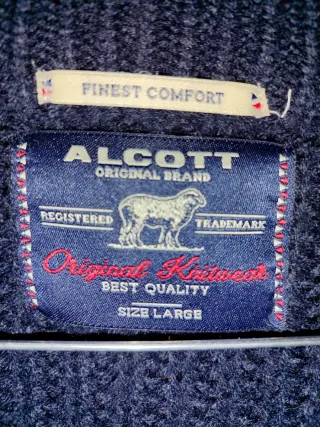 FINEST COMFORT
ALCOTT
ORIGINAL BRAND
REGISTERED TRADEMARK
Original Knitwear
BEST QUALITY
SIZE LARGE